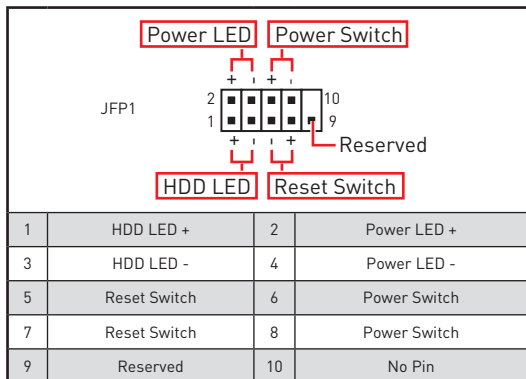 Power LED Power Switch
+ - + -
JFP1
2 10
1 9
+ - - +
Reserved
HDD LED Reset Switch
1 HDD LED + 2 Power LED +
3 HDD LED - 4 Power LED -
5 Reset Switch 6 Power Switch
7 Reset Switch 8 Power Switch
9 Reserved 10 No Pin